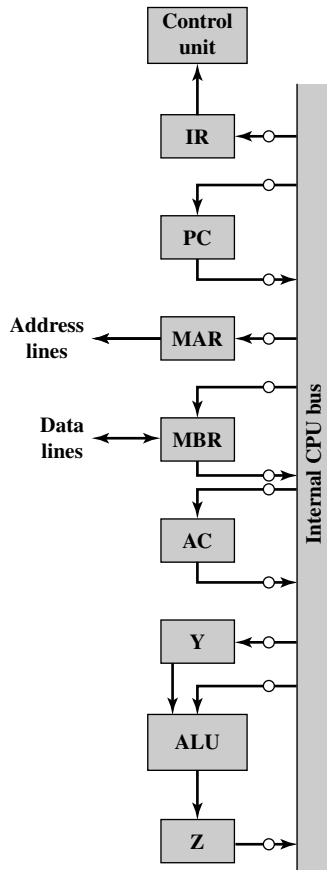 Control
unit
IR
PC
Address
lines
MAR
Data
lines
MBR
AC
Internal CPU bus
Y
ALU
Z